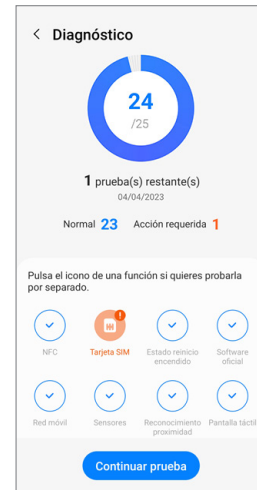 Diagnóstico
24
/25
1 prueba(s) restante(s)
04/04/2023
Normal 23 Acción requerida 1
Pulsa el icono de una función si quieres probarla
por separado.
NFC
Tarjeta SIM
Estado reinicio
encendido
Software
oficial
Red móvil
Sensores
Reconocimiento
proximidad
Pantalla táctil
Continuar prueba